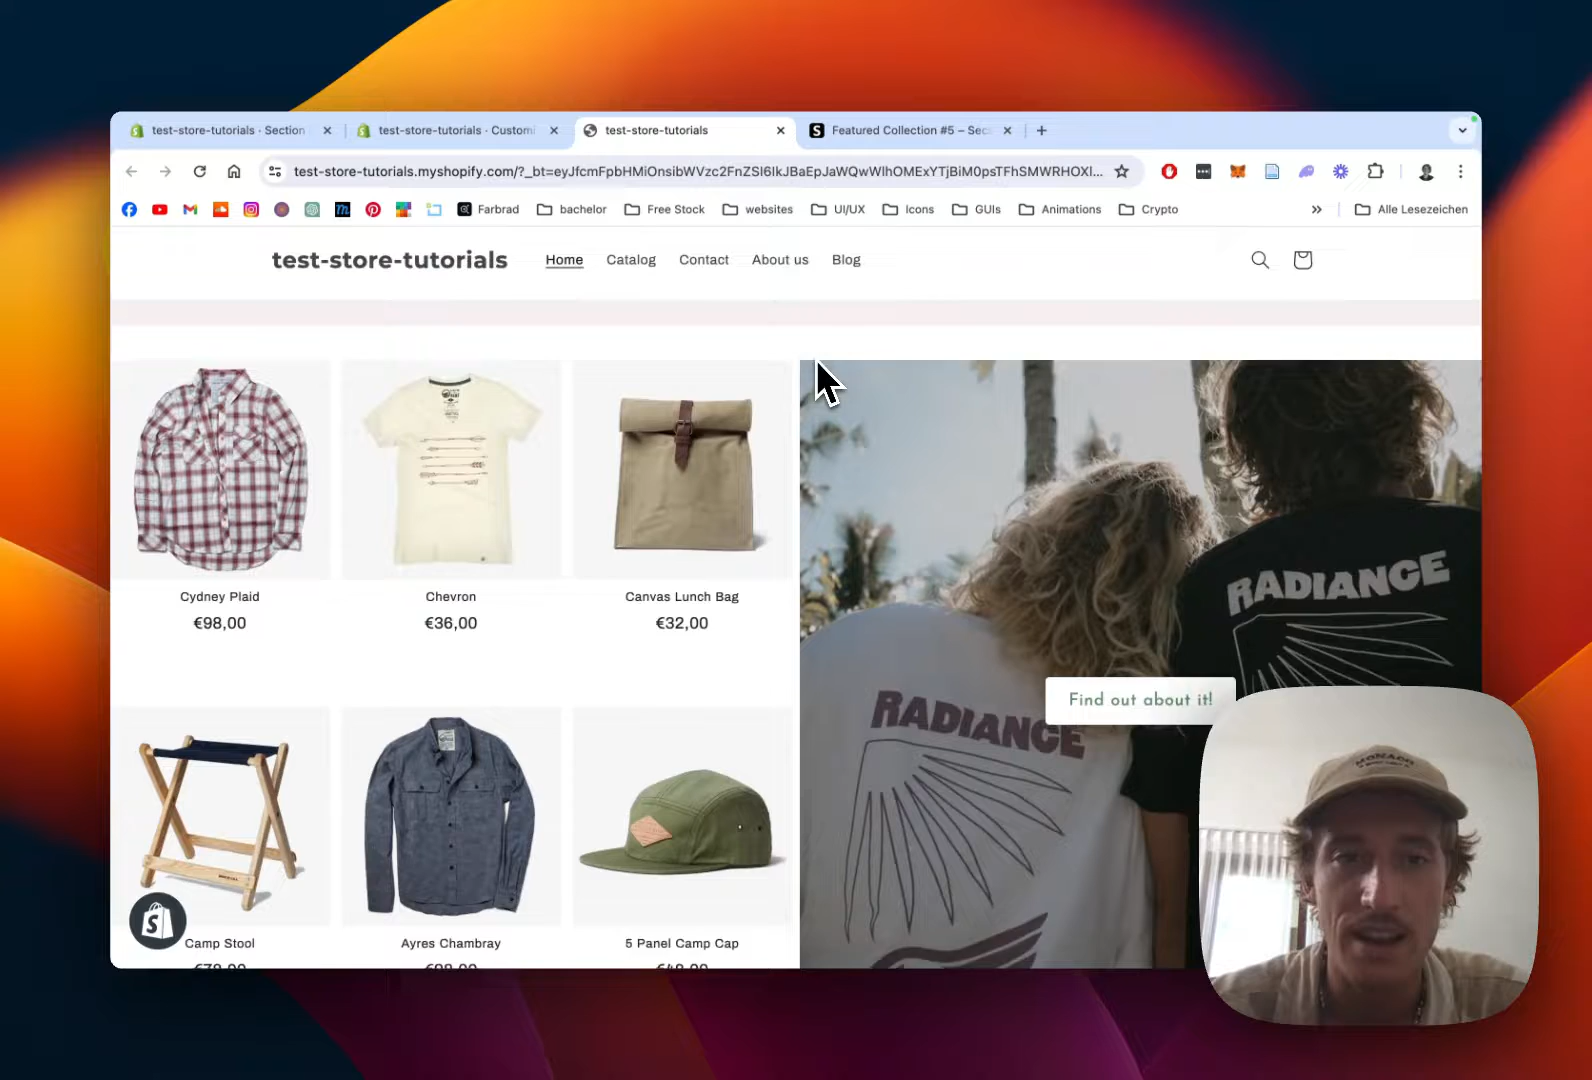 test-store-tutorials · Section
test-store-tutorials · Customi
test-store-tutorials
Featured Collection #5 – Sec
test-store-tutorials.myshopify.com/?_bt=eyJfcmFpbHMiOnsibWVzc2FnZSI6IkJBaEpJaWQwWlhOMExYTjBiM0psTFhSMWRHOXl...
Farbrad
bachelor
Free Stock
websites
UI/UX
Icons
GUIs
Animations
Crypto
»
Alle Lesezeichen
test-store-tutorials
Home
Catalog
Contact
About us
Blog
RADIANCE
RADIANCE
Find out about it!
Cydney Plaid
€98,00
Chevron
€36,00
Canvas Lunch Bag
€32,00
Camp Stool
Ayres Chambray
5 Panel Camp Cap
MONACO